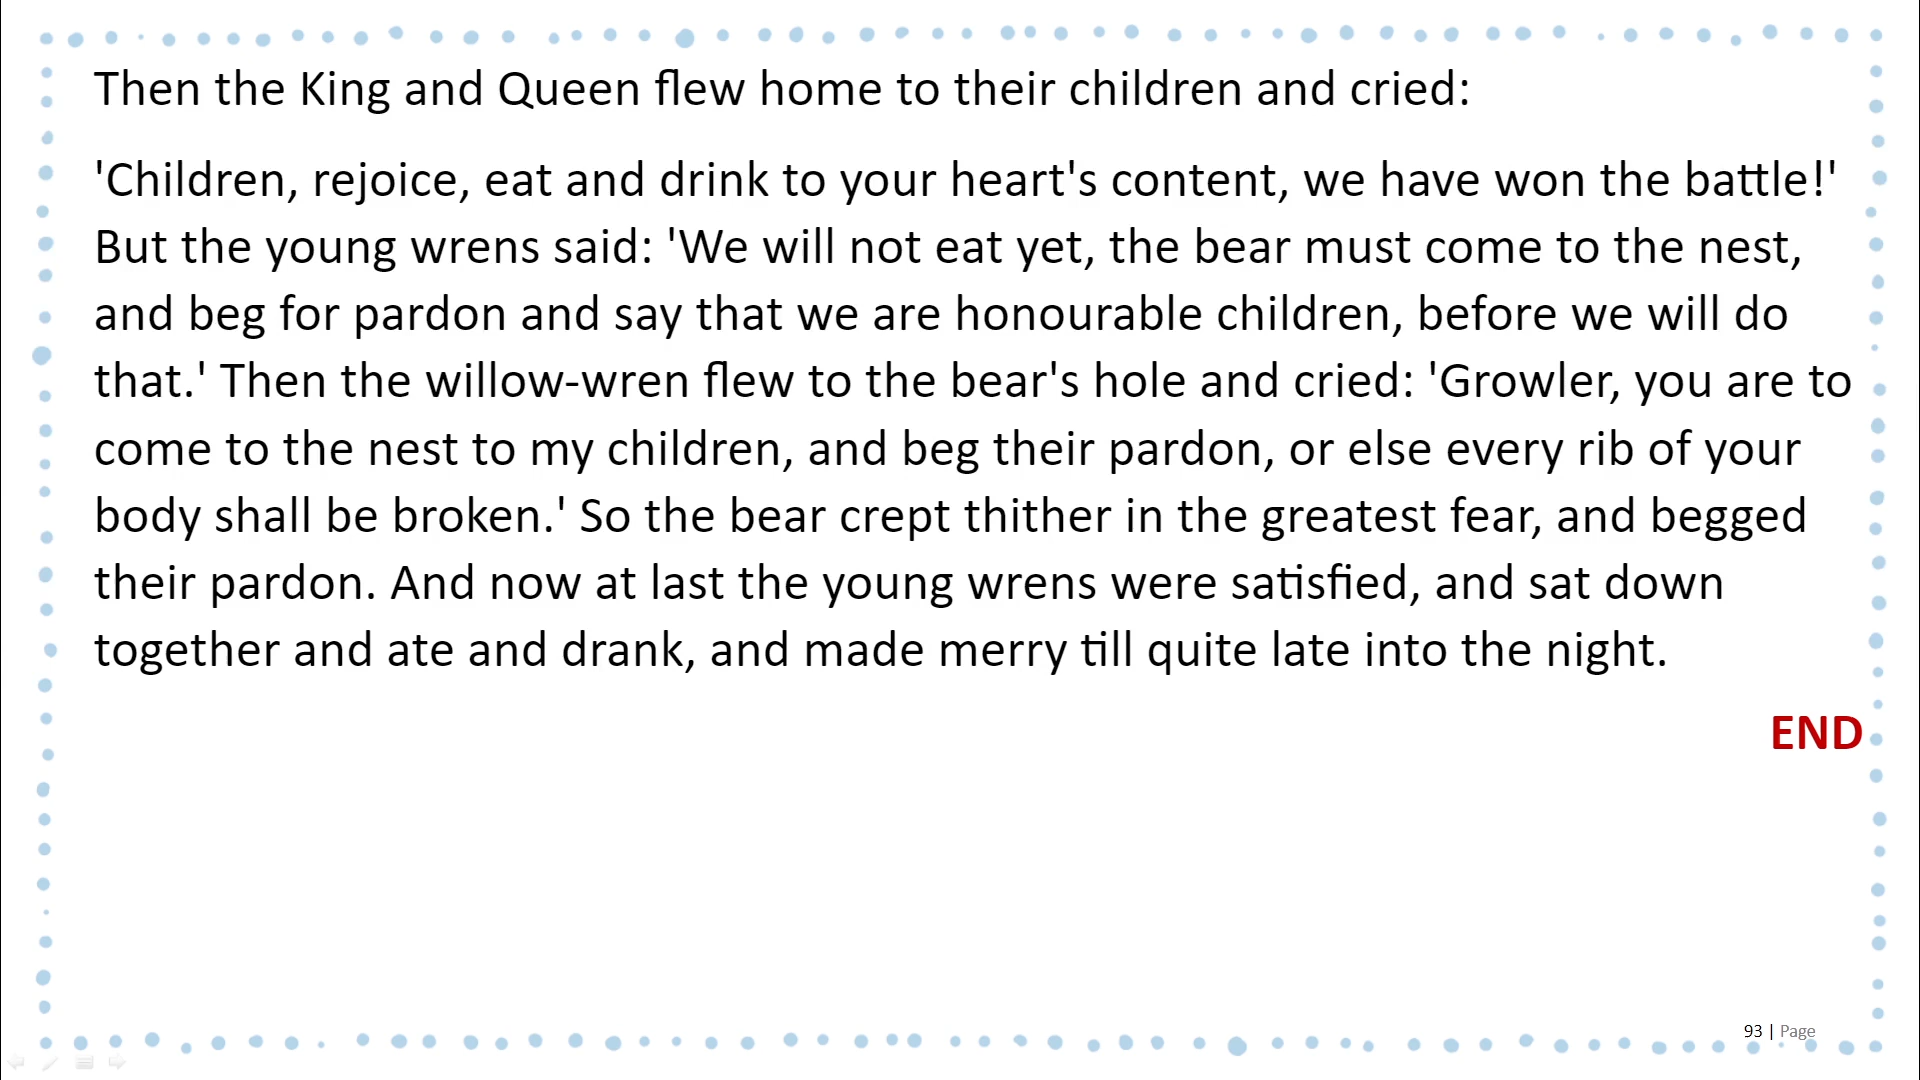 Then the King and Queen flew home to their children and cried:
'Children, rejoice, eat and drink to your heart's content, we have won the battle!'
But the young wrens said: 'We will not eat yet, the bear must come to the nest,
and beg for pardon and say that we are honourable children, before we will do
that.' Then the willow-wren flew to the bear's hole and cried: 'Growler, you are to
come to the nest to my children, and beg their pardon, or else every rib of your
body shall be broken.' So the bear crept thither in the greatest fear, and begged
their pardon. And now at last the young wrens were satisfied, and sat down
together and ate and drank, and made merry till quite late into the night.
END
93 | Page